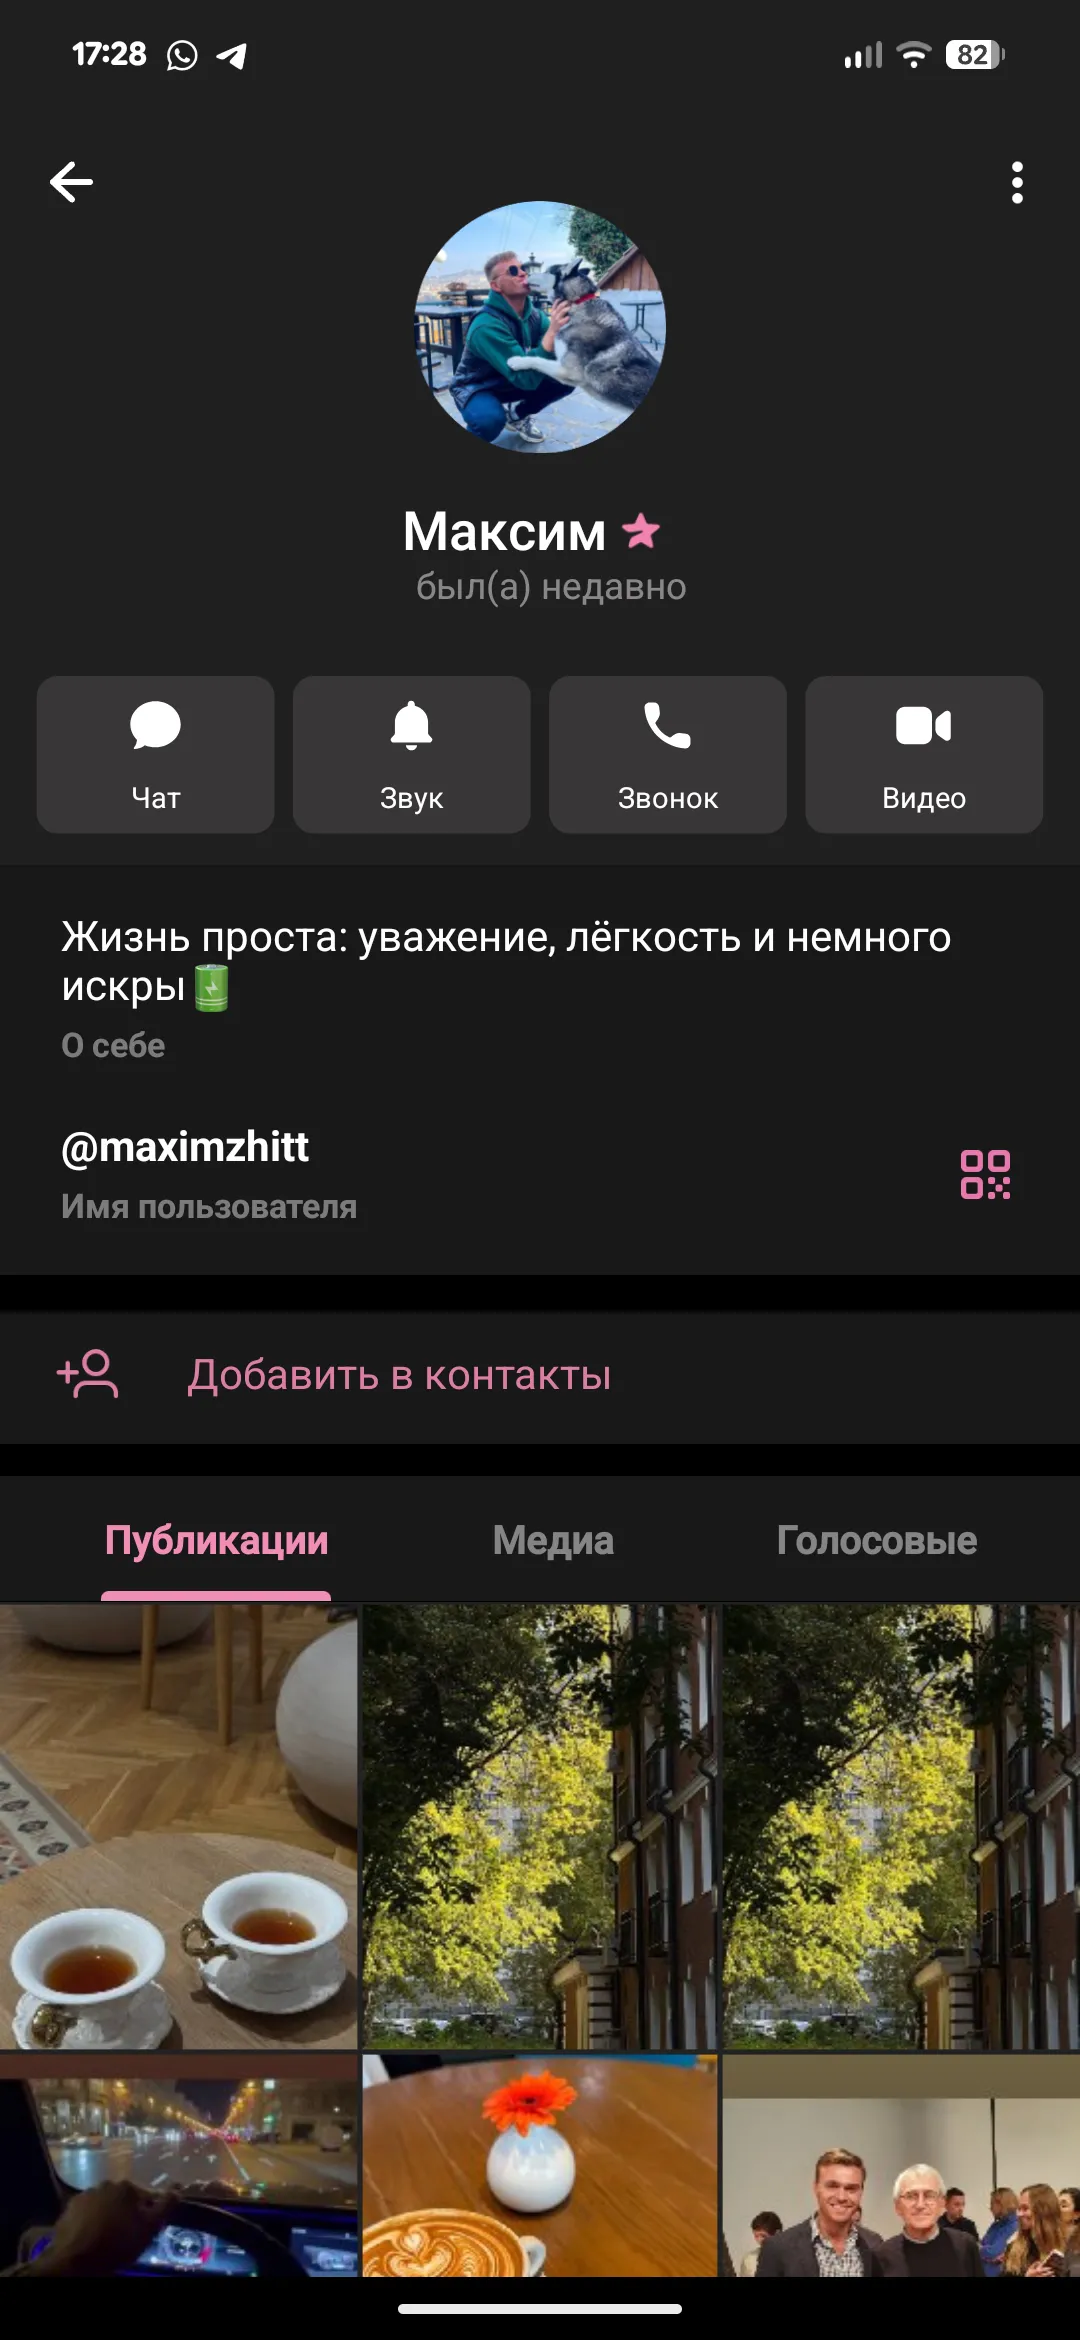 17:28
82
Максим
был(а) недавно
Чат
Звук
Звонок
Видео
Жизнь проста: уважение, лёгкость и немного
искры
О себе
@maximzhitt
Имя пользователя
Добавить в контакты
Публикации
Медиа
Голосовые